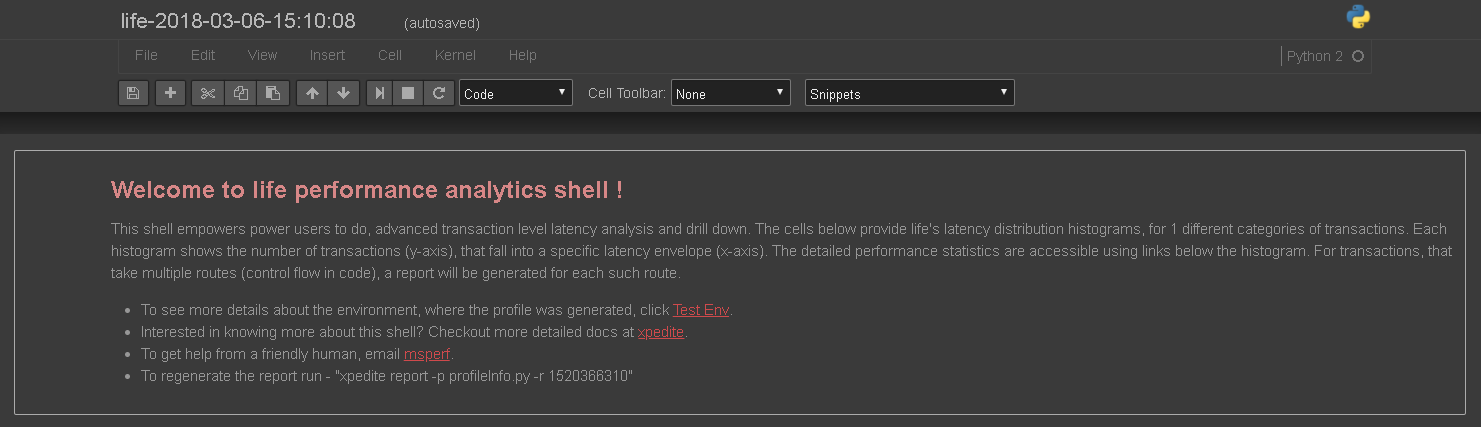 life-2018-03-06-15:10:08 (autosaved)
File Edit View Insert Cell Kernel Help Python 2
Code Cell Toolbar: None Snippets
Welcome to life performance analytics shell !
This shell empowers power users to do, advanced transaction level latency analysis and drill down. The cells below provide life's latency distribution histograms, for 1 different categories of transactions. Each
histogram shows the number of transactions (y-axis), that fall into a specific latency envelope (x-axis). The detailed performance statistics are accessible using links below the histogram. For transactions, that
take multiple routes (control flow in code), a report will be generated for each such route.
• To see more details about the environment, where the profile was generated, click Test Env.
• Interested in knowing more about this shell? Checkout more detailed docs at xpedite.
• To get help from a friendly human, email msperf.
• To regenerate the report run - "xpedite report -p profileInfo.py -r 1520366310"